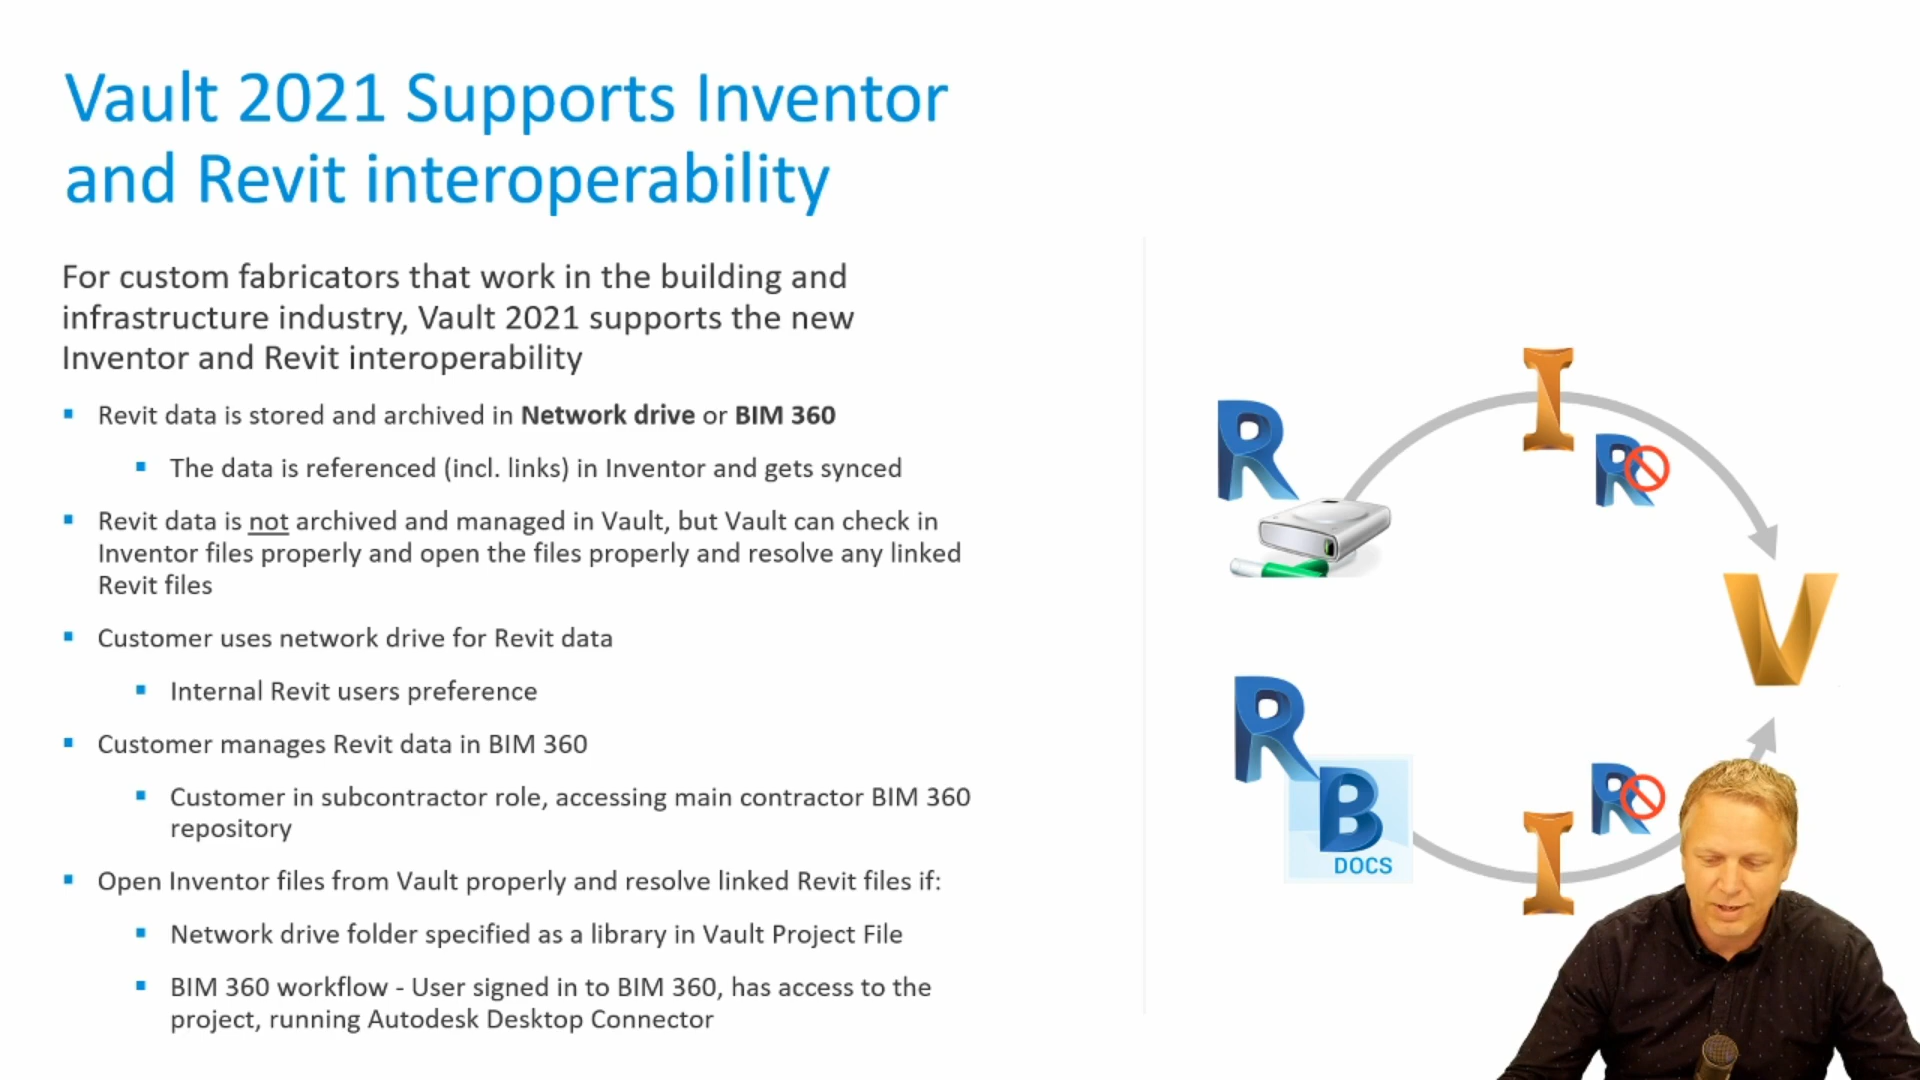 Vault 2021 Supports Inventor
and Revit interoperability
For custom fabricators that work in the building and
infrastructure industry, Vault 2021 supports the new
Inventor and Revit interoperability
Revit data is stored and archived in Network drive or BIM 360
The data is referenced (incl. links) in Inventor and gets synced
Revit data is not archived and managed in Vault, but Vault can check in
Inventor files properly and open the files properly and resolve any linked
Revit files
Customer uses network drive for Revit data
Internal Revit users preference
Customer manages Revit data in BIM 360
Customer in subcontractor role, accessing main contractor BIM 360
repository
Open Inventor files from Vault properly and resolve linked Revit files if:
Network drive folder specified as a library in Vault Project File
BIM 360 workflow - User signed in to BIM 360, has access to the
project, running Autodesk Desktop Connector
I
R
R
V
R
B
DOCS
R
I